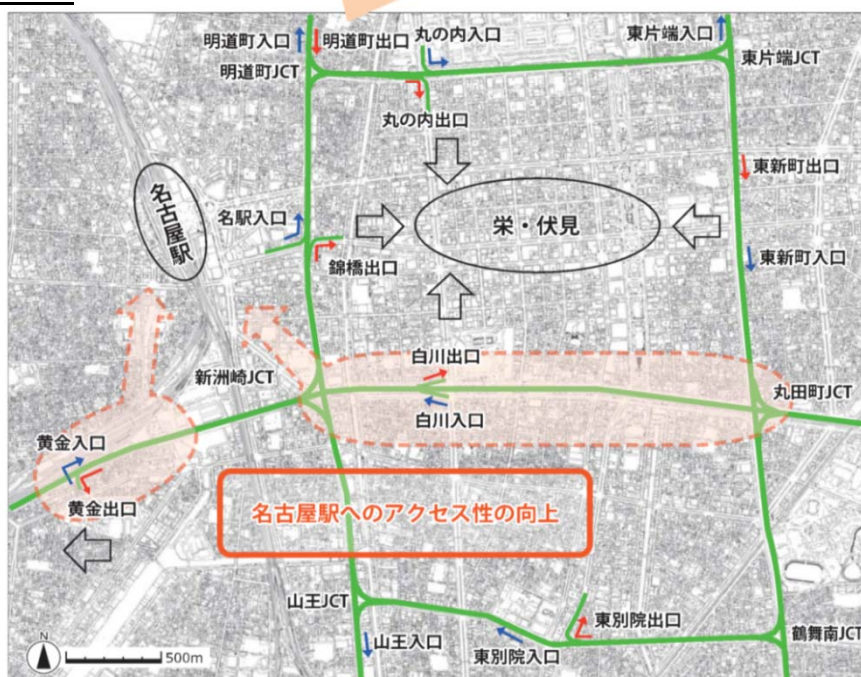 明道町入口
明道町出口
丸の内入口
東片端入口
明道町JCT
東片端JCT
丸の内出口
東新町出口
名古屋駅
名駅入口
栄・伏見
錦橋出口
東新町入口
白川出口
新洲崎JCT
丸田町JCT
白川入口
黄金入口
黄金出口
名古屋駅へのアクセス性の向上
山王JCT
東別院出口
山王入口
東別院入口
鶴舞南JCT
N
500m